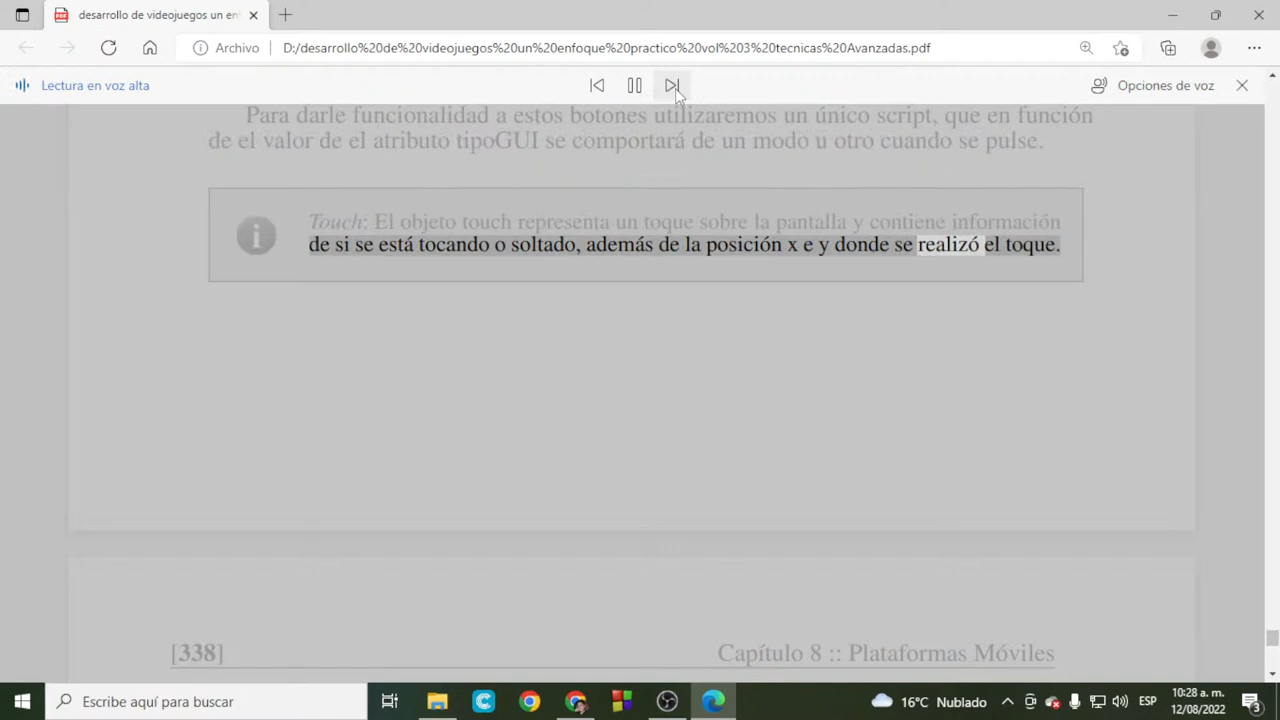 desarrollo de videojuegos un en
Archivo
D:/desarrollo%20de%20videojuegos%20un%20enfoque%20practico%20vol%203%20tecnicas%20Avanzadas.pdf
Lectura en voz alta
Opciones de voz
Para darle funcionalidad a estos botones utilizaremos un único script, que en función
de el valor de el atributo tipoGUI se comportará de un modo u otro cuando se pulse.
Touch: El objeto touch representa un toque sobre la pantalla y contiene información
de si se está tocando o soltado, además de la posición x e y donde se realizó el toque.
[338]
Capítulo 8 :: Plataformas Móviles
Escribe aquí para buscar
16°C Nublado
ESP
10:28 a. m.
12/08/2022
3